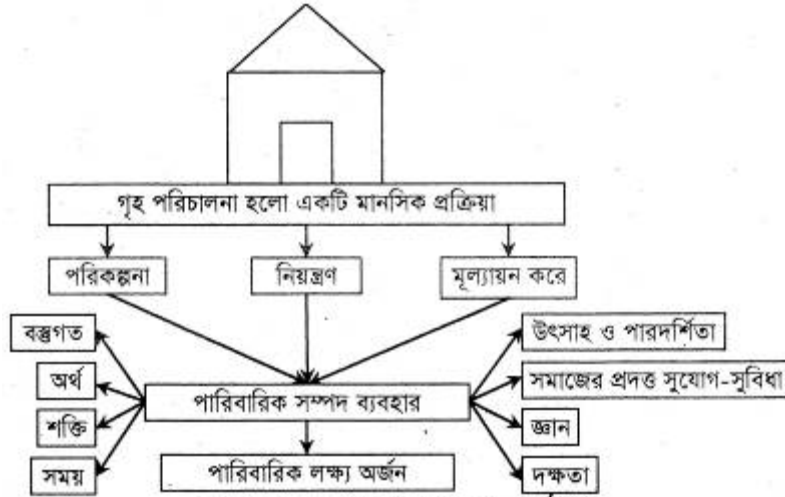 গৃহ পরিচালনা হলো একটি মানসিক প্রক্রিয়া
পরিকল্পনা
নিয়ন্ত্রণ
মূল্যায়ন করে
বস্তুগত
অর্থ
শক্তি
সময়
পারিবারিক সম্পদ ব্যবহার
পারিবারিক লক্ষ্য অর্জন
উৎসাহ ও পারদর্শিতা
সমাজের প্রদত্ত সুযোগ-সুবিধা
জ্ঞান
দক্ষতা